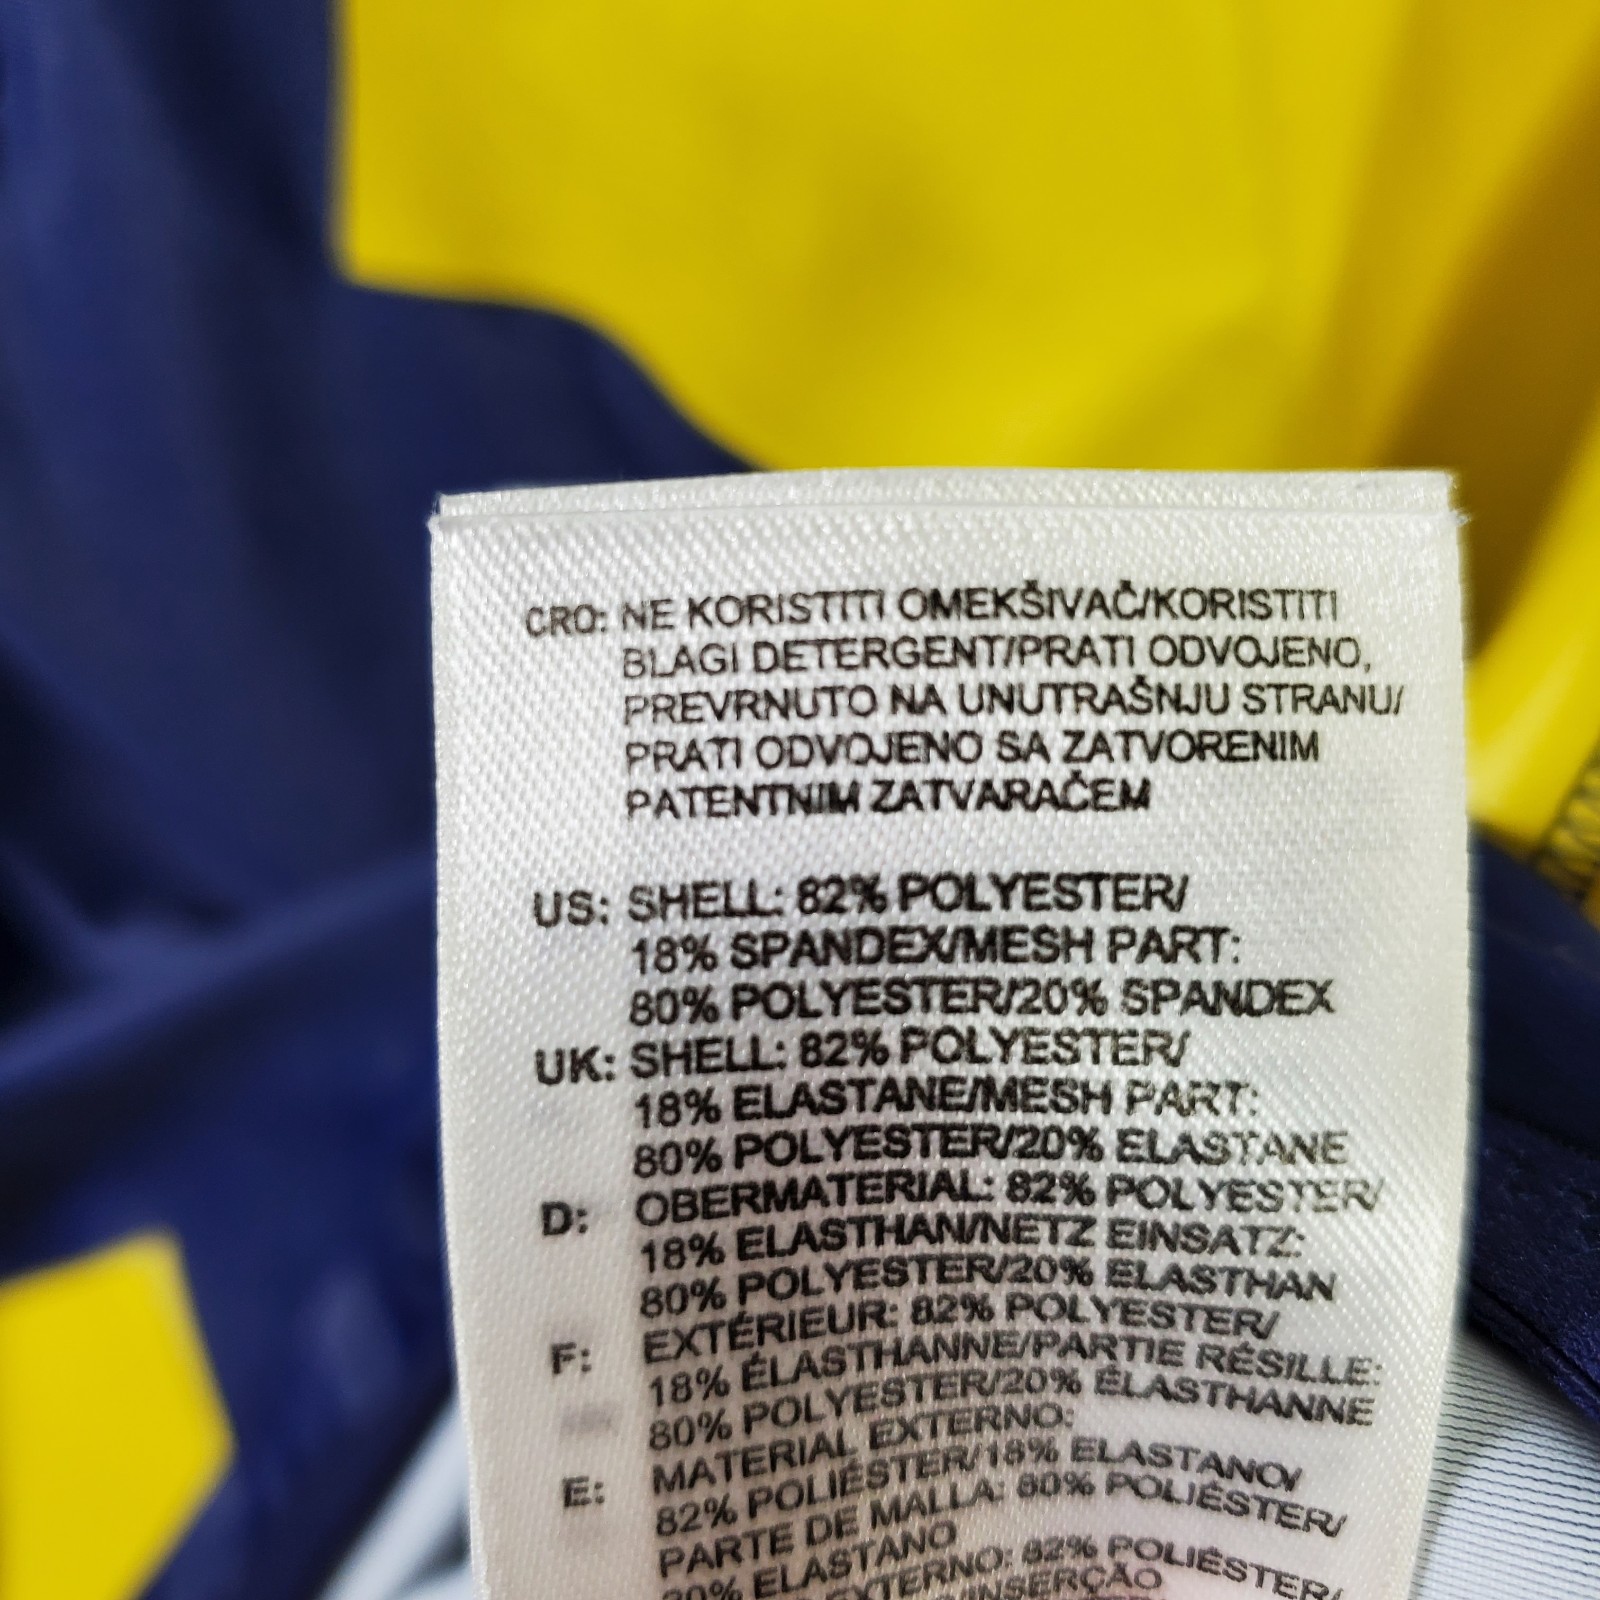 CRO: NE KORISTITI OMEKŠIVAČ/KORISTITI
BLAGI DETERGENT/PRATI ODVOJENO,
PREVRNUTO NA UNUTRAŠNJU STRANU/
PRATI ODVOJENO SA ZATVORENIM
PATENTNIM ZATVARAČEM
US: SHELL: 82% POLYESTER/
18% SPANDEX/MESH PART:
80% POLYESTER/20% SPANDEX
UK: SHELL: 82% POLYESTER/
18% ELASTANE/MESH PART:
80% POLYESTER/20% ELASTANE
D: OBERMATERIAL: 82% POLYESTER/
18% ELASTHAN/NETZ EINSATZ:
80% POLYESTER/20% ELASTHAN
F: EXTÉRIEUR: 82% POLYESTER/
18% ÉLASTHANNE/PARTIE RÉSILLE:
80% POLYESTER/20% ÉLASTHANNE
E: MATERIAL EXTERNO:
82% POLIÉSTER/18% ELASTANO/
PARTE DE MALLA: 80% POLIÉSTER/
20% ELASTANO
EXTERNO: 82% POLIÉSTER/
INSERÇÃO